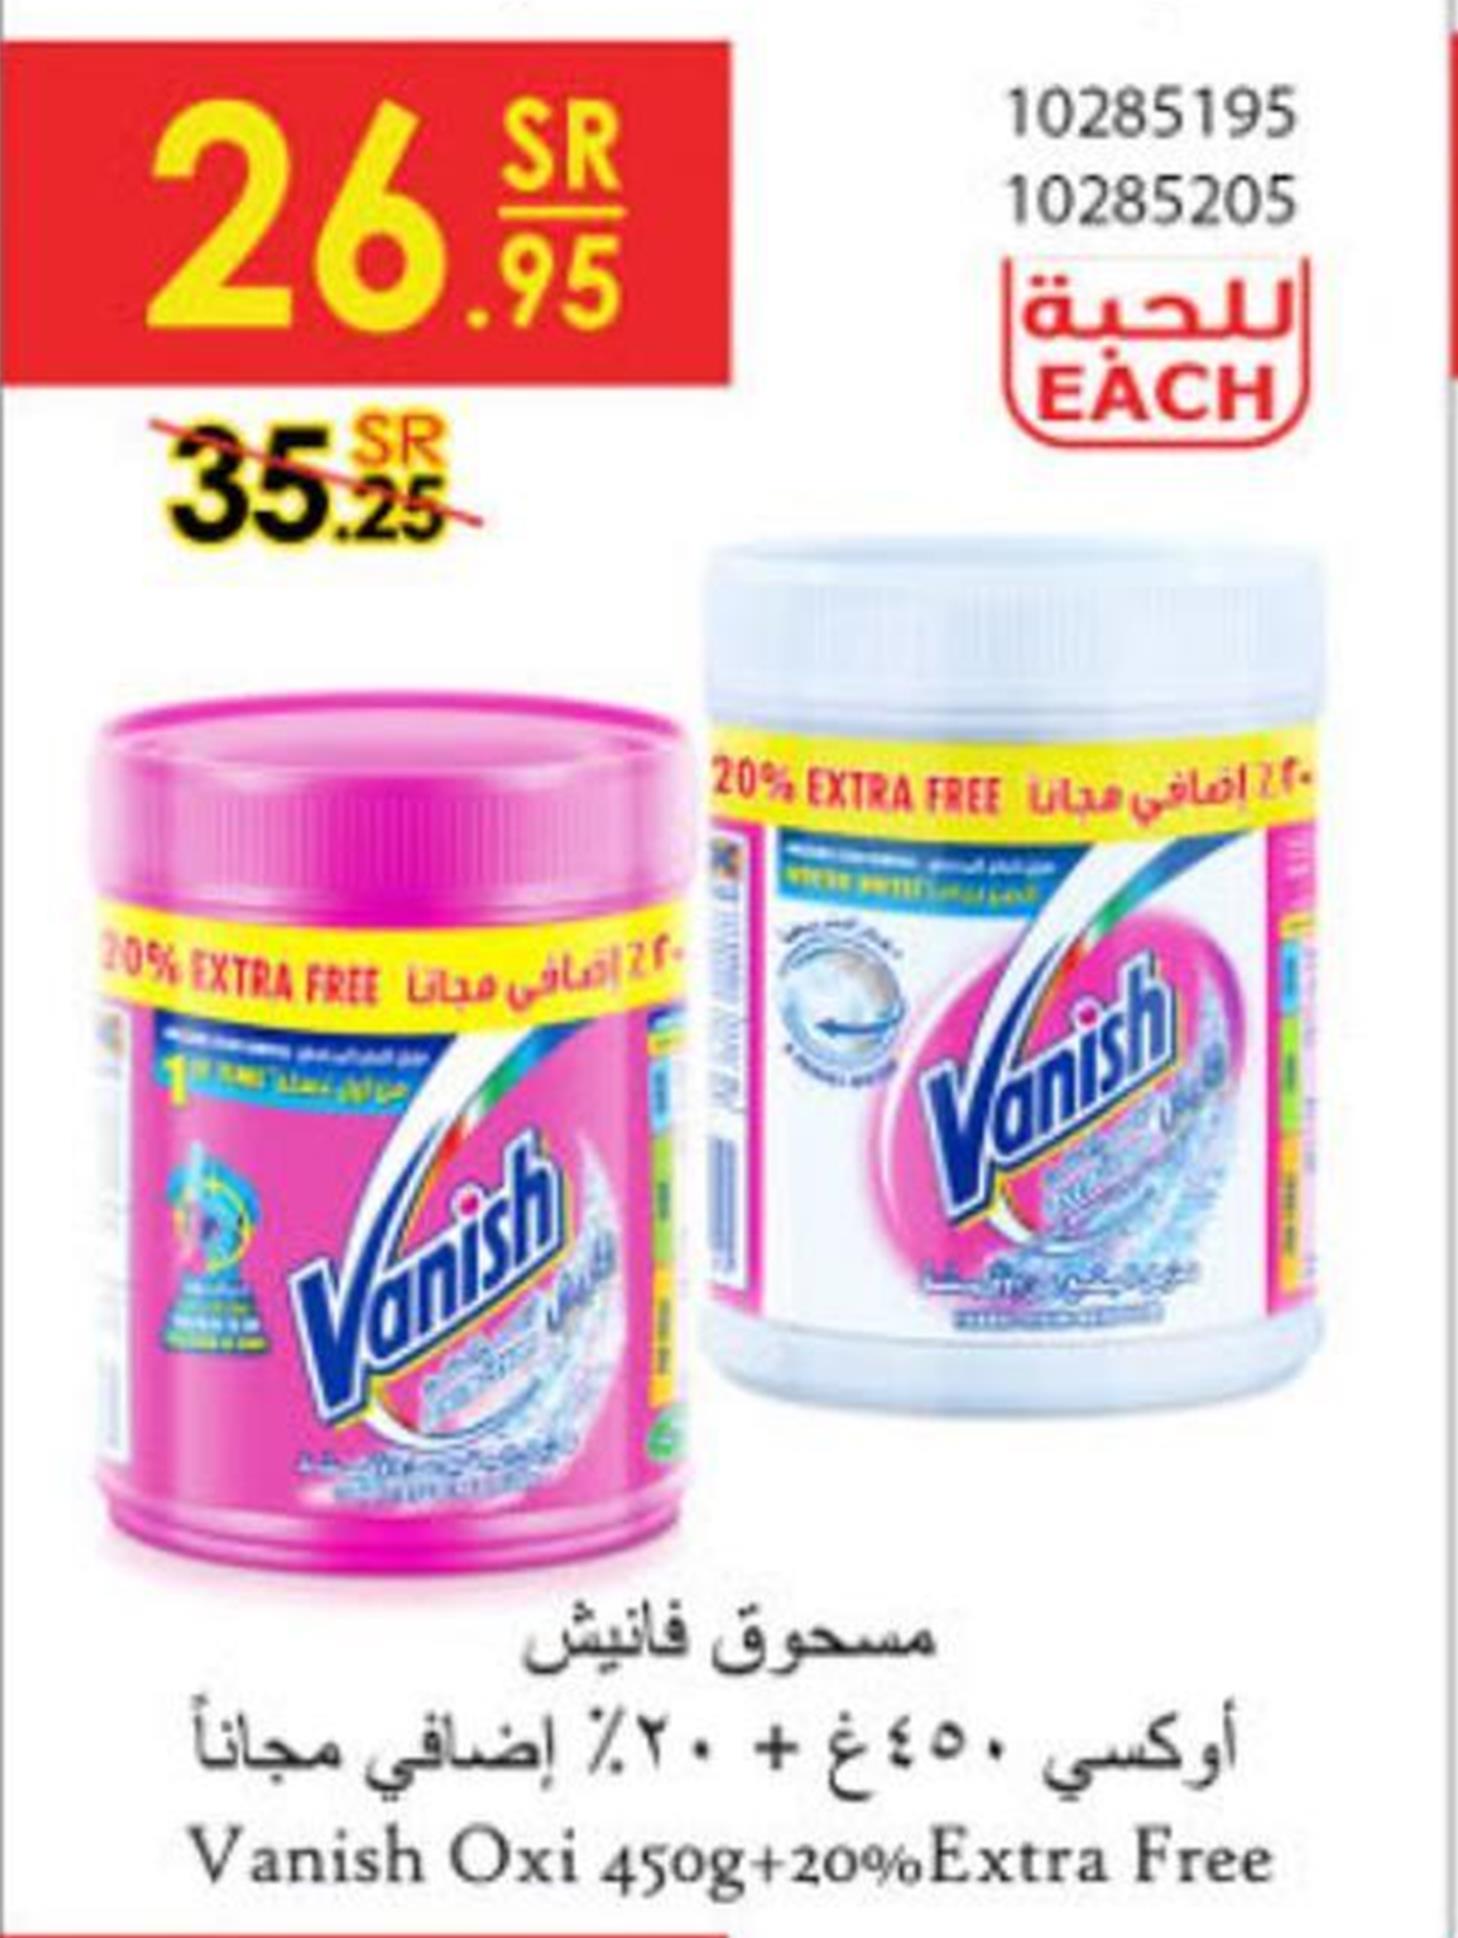 26.95 SR
10285195
10285205
للحبة
EACH
35.25 SR
20% EXTRA FREE ٢٠٪ إضافي مجاناً
Vanish
20% EXTRA FREE ٢٠٪ إضافي مجاناً
Vanish
مسحوق فانيش
أوكسي ٤٥٠غ + ٢٠٪ إضافي مجاناً
Vanish Oxi 450g+20%Extra Free